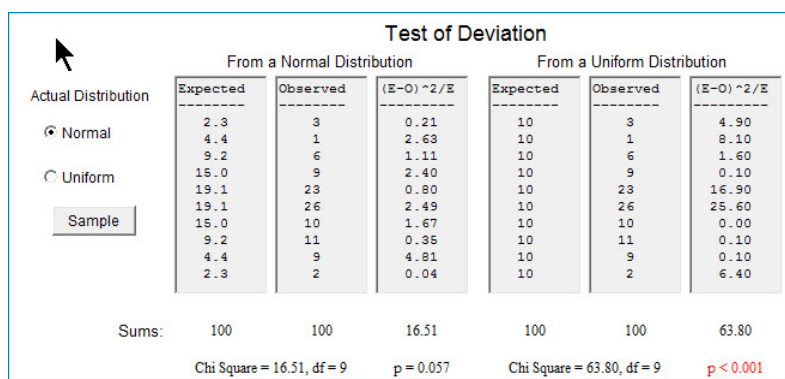 Test of Deviation
From a Normal Distribution From a Uniform Distribution
Actual Distribution
Normal
Uniform
Sample
Expected Observed (E-O)^2/E Expected Observed (E-O)^2/E
-------- -------- --------- -------- -------- ---------
2.3 3 0.21 10 3 4.90
4.4 1 2.63 10 1 8.10
9.2 6 1.11 10 6 1.60
15.0 9 2.40 10 9 0.10
19.1 23 0.80 10 23 16.90
19.1 26 2.49 10 26 25.60
15.0 10 1.67 10 10 0.00
9.2 11 0.35 10 11 0.10
4.4 9 4.81 10 9 0.10
2.3 2 0.04 10 2 6.40
Sums: 100 100 16.51 100 100 63.80
Chi Square = 16.51, df = 9 p = 0.057 Chi Square = 63.80, df = 9 p < 0.001